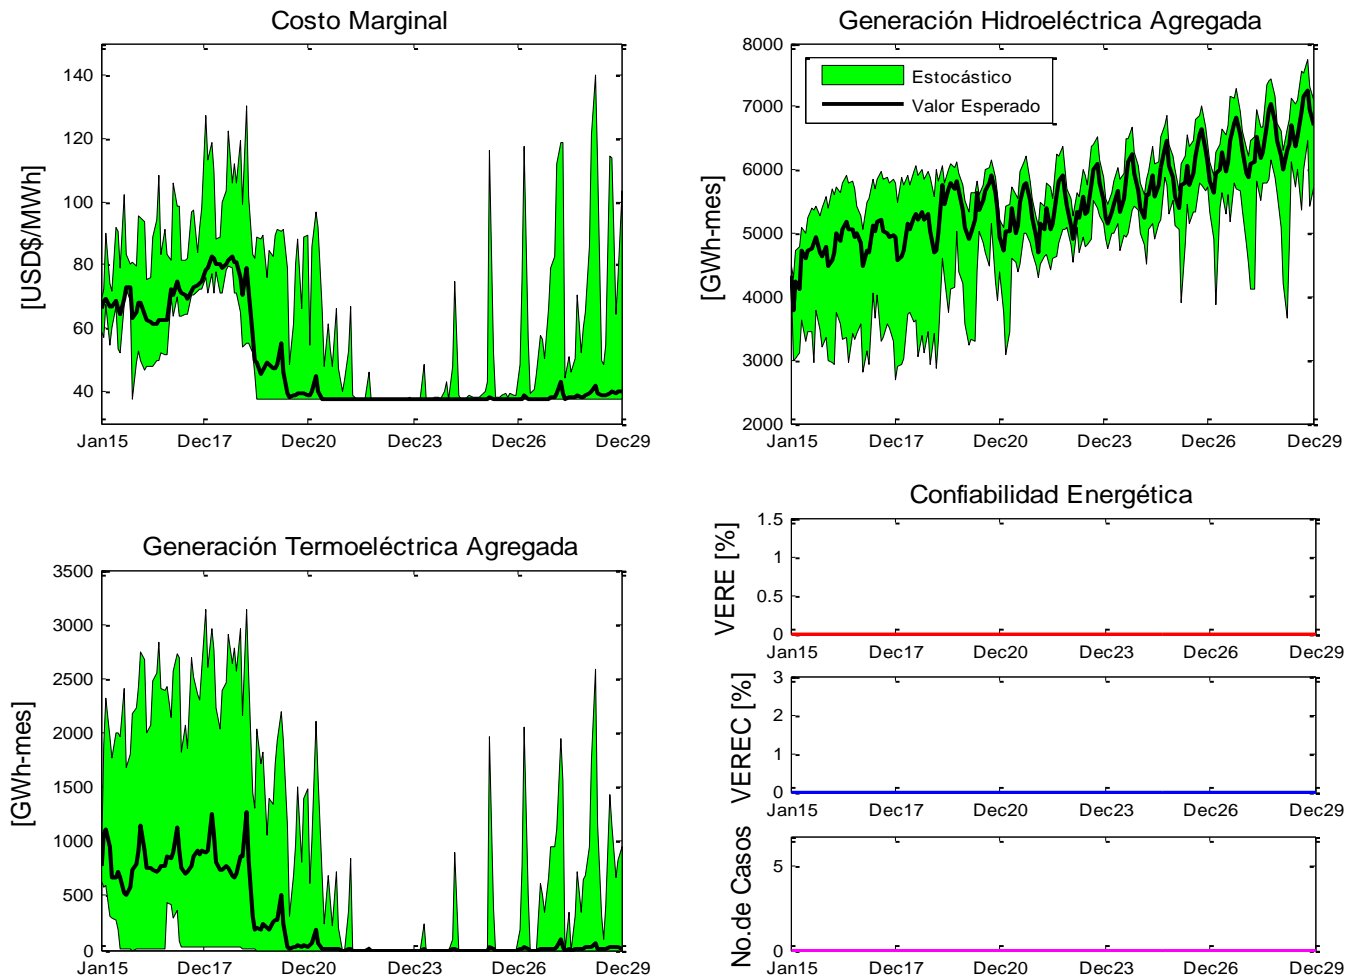 Costo Marginal
[USD$/MWh]
140
120
100
80
60
40
Jan15 Dec17 Dec20 Dec23 Dec26 Dec29
Generación Hidroeléctrica Agregada
Estocástico
Valor Esperado
[GWh-mes]
8000
7000
6000
5000
4000
3000
2000
Jan15 Dec17 Dec20 Dec23 Dec26 Dec29
Generación Termoeléctrica Agregada
[GWh-mes]
3500
3000
2500
2000
1500
1000
500
0
Jan15 Dec17 Dec20 Dec23 Dec26 Dec29
Confiabilidad Energética
VERE [%]
1.5
1
0.5
0
Jan15 Dec17 Dec20 Dec23 Dec26 Dec29
VEREC [%]
3
2
1
0
Jan15 Dec17 Dec20 Dec23 Dec26 Dec29
No.de Casos
5
0
Jan15 Dec17 Dec20 Dec23 Dec26 Dec29